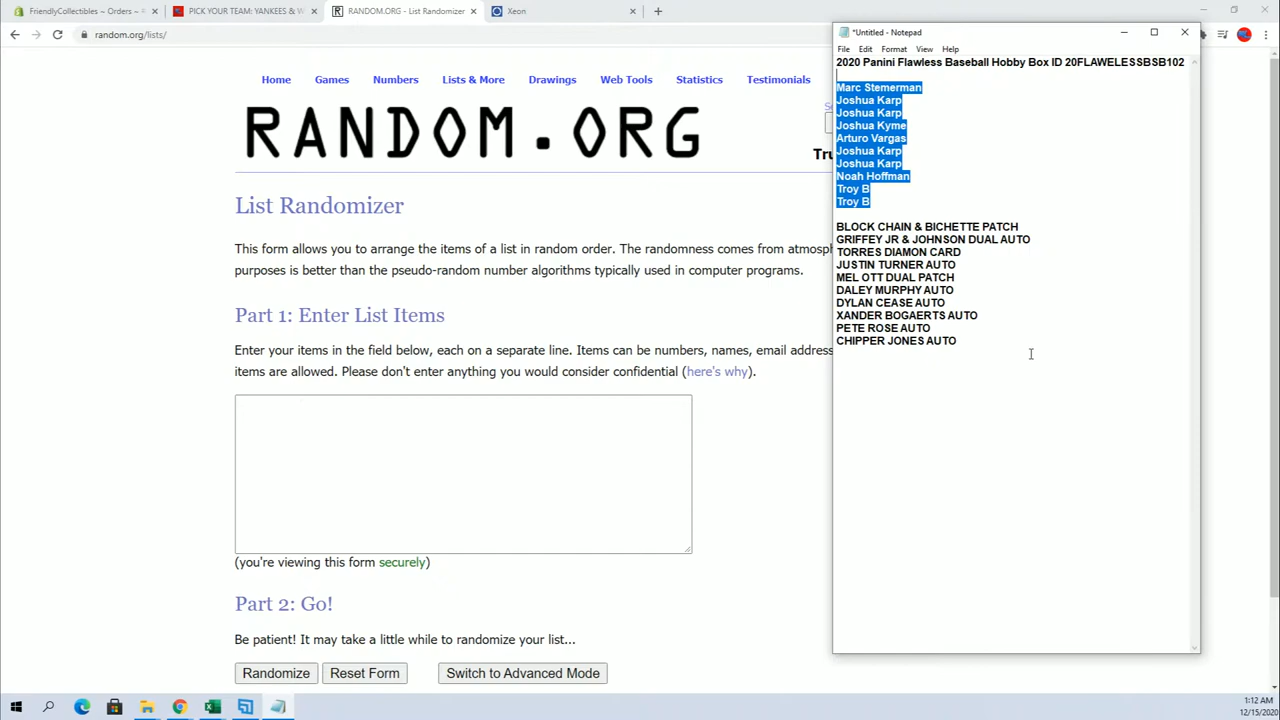 FriendlyCollectibles ~ Orders ~
PICK YOUR TEAM: YANKEES & W
RANDOM.ORG - List Randomizer
Xeon
random.org/lists/
Home Games Numbers Lists & More Drawings Web Tools Statistics Testimonials
RANDOM.ORG
List Randomizer
This form allows you to arrange the items of a list in random order. The randomness comes from atmosph
purposes is better than the pseudo-random number algorithms typically used in computer programs.
Part 1: Enter List Items
Enter your items in the field below, each on a separate line. Items can be numbers, names, email address
items are allowed. Please don't enter anything you would consider confidential (here's why).
(you're viewing this form securely)
Part 2: Go!
Be patient! It may take a little while to randomize your list...
Randomize Reset Form Switch to Advanced Mode
*Untitled - Notepad
File Edit Format View Help
2020 Panini Flawless Baseball Hobby Box ID 20FLAWELESSBSB102
Marc Stemerman
Joshua Karp
Joshua Karp
Joshua Kyme
Arturo Vargas
Joshua Karp
Joshua Karp
Noah Hoffman
Troy B
Troy B
BLOCK CHAIN & BICHETTE PATCH
GRIFFEY JR & JOHNSON DUAL AUTO
TORRES DIAMON CARD
JUSTIN TURNER AUTO
MEL OTT DUAL PATCH
DALEY MURPHY AUTO
DYLAN CEASE AUTO
XANDER BOGAERTS AUTO
PETE ROSE AUTO
CHIPPER JONES AUTO
1:12 AM
12/15/2020